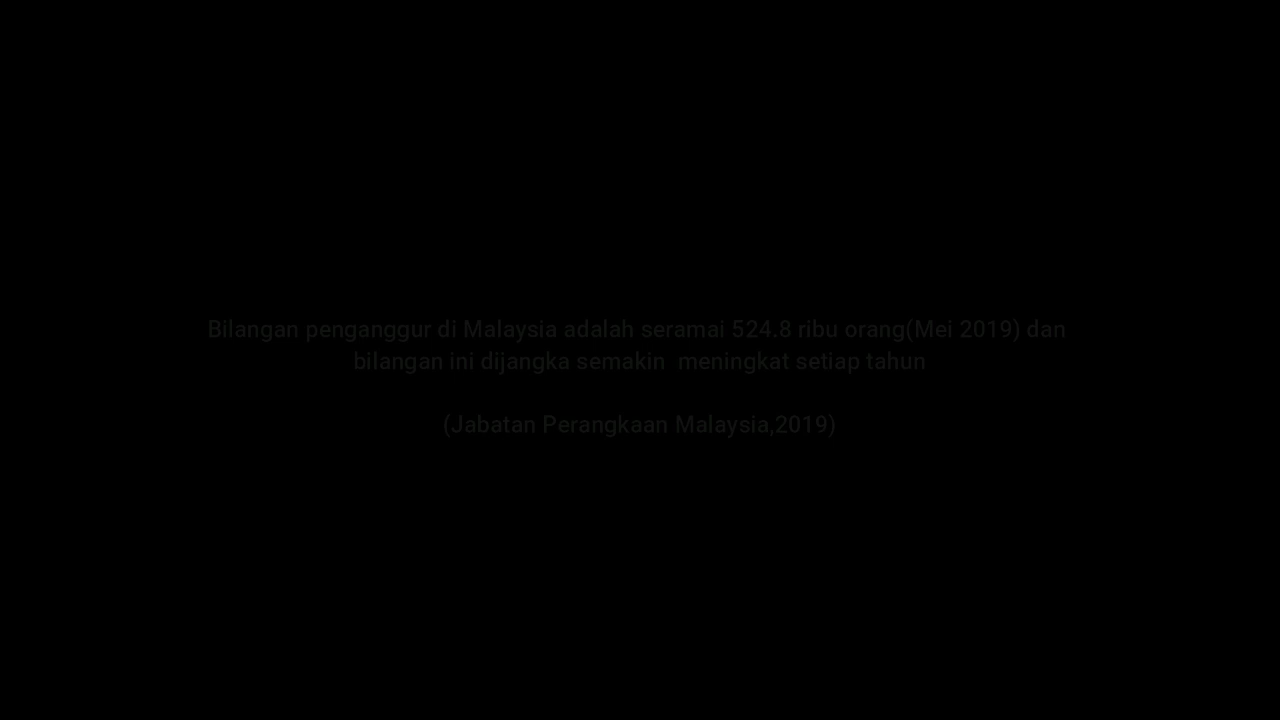 Bilangan penganggur di Malaysia adalah seramai 524.8 ribu orang(Mei 2019) dan
bilangan ini dijangka semakin  meningkat setiap tahun
(Jabatan Perangkaan Malaysia,2019)